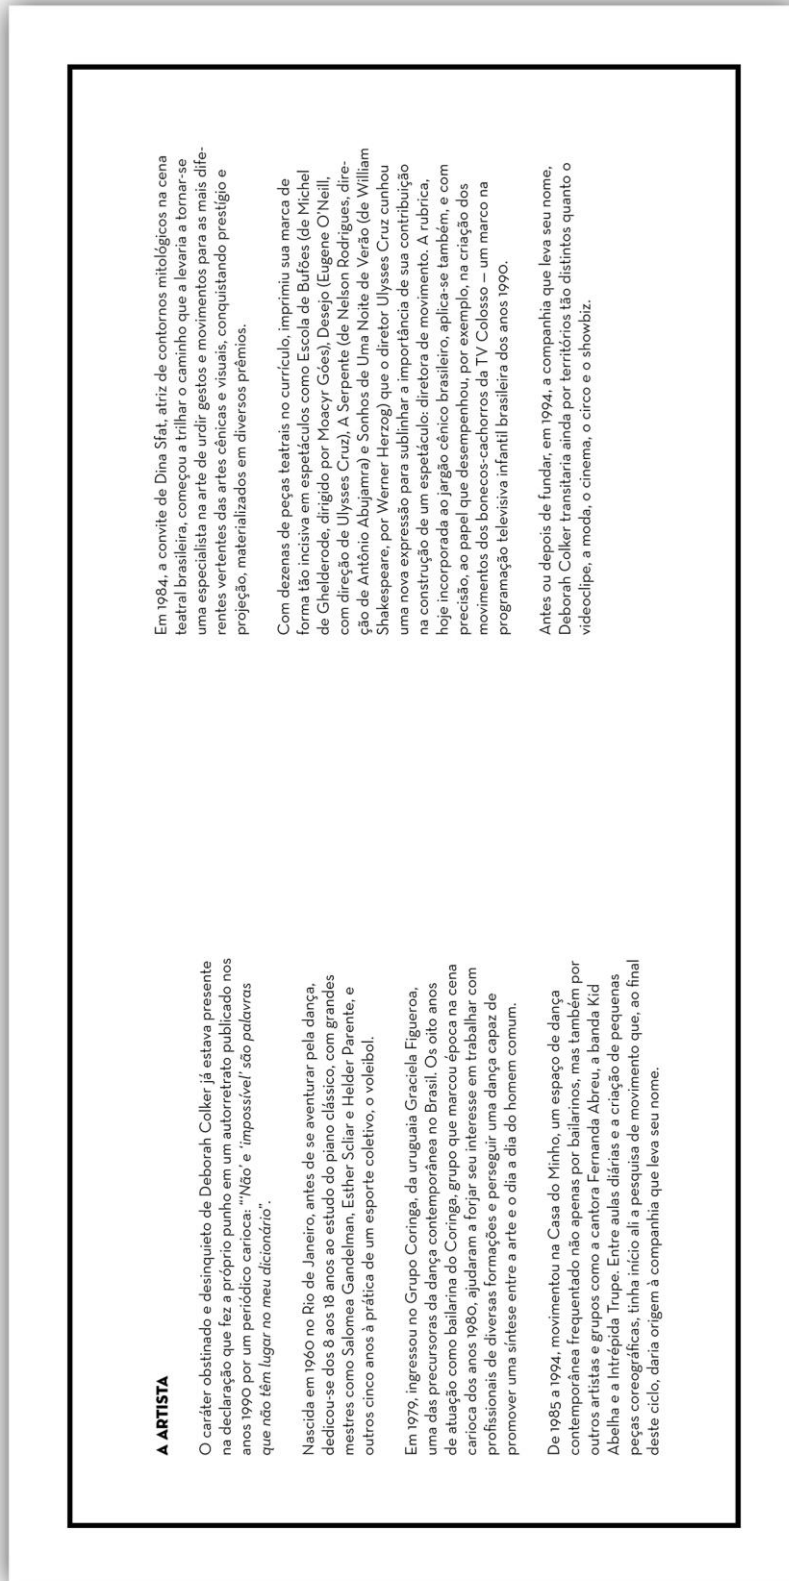 A ARTISTA
O caráter obstinado e desinquieto de Deborah Colker já estava presente
na declaração que fez a próprio punho em um autorretrato publicado nos
anos 1990 por um periódico carioca: “‘Não’ e ‘impossível’ são palavras
que não têm lugar no meu dicionário”.
Nascida em 1960 no Rio de Janeiro, antes de se aventurar pela dança,
dedicou-se dos 8 aos 18 anos ao estudo do piano clássico, com grandes
mestres como Salomea Gandelman, Esther Scliar e Helder Parente, e
outros cinco anos à prática de um esporte coletivo, o voleibol.
Em 1979, ingressou no Grupo Coringa, da uruguaia Graciela Figueroa,
uma das precursoras da dança contemporânea no Brasil. Os oito anos
de atuação como bailarina do Coringa, grupo que marcou época na cena
carioca dos anos 1980, ajudaram a forjar seu interesse em trabalhar com
profissionais de diversas formações e perseguir uma dança capaz de
promover uma síntese entre a arte e o dia a dia do homem comum.
De 1985 a 1994, movimentou na Casa do Minho, um espaço de dança
contemporânea frequentado não apenas por bailarinos, mas também por
outros artistas e grupos como a cantora Fernanda Abreu, a banda Kid
Abelha e a Intrépida Trupe. Entre aulas diárias e a criação de pequenas
peças coreográficas, tinha início ali a pesquisa de movimento que, ao final
deste ciclo, daria origem à companhia que leva seu nome.
Em 1984, a convite de Dina Sfat, atriz de contornos mitológicos na cena
teatral brasileira, começou a trilhar o caminho que a levaria a tornar-se
uma especialista na arte de urdir gestos e movimentos para as mais dife-
rentes vertentes das artes cênicas e visuais, conquistando prestígio e
projeção, materializados em diversos prêmios.
Com dezenas de peças teatrais no currículo, imprimiu sua marca de
forma tão incisiva em espetáculos como Escola de Bufões (de Michel
de Ghelderode, dirigido por Moacyr Góes), Desejo (Eugene O’Neill,
com direção de Ulysses Cruz), A Serpente (de Nelson Rodrigues, dire-
ção de Antônio Abujamra) e Sonhos de Uma Noite de Verão (de William
Shakespeare, por Werner Herzog) que o diretor Ulysses Cruz cunhou
uma nova expressão para sublinhar a importância de sua contribuição
na construção de um espetáculo: diretora de movimento. A rubrica,
hoje incorporada ao jargão cênico brasileiro, aplica-se também, e com
precisão, ao papel que desempenhou, por exemplo, na criação dos
movimentos dos bonecos-cachorros da TV Colosso – um marco na
programação televisiva infantil brasileira dos anos 1990.
Antes ou depois de fundar, em 1994, a companhia que leva seu nome,
Deborah Colker transitaria ainda por territórios tão distintos quanto o
videoclipe, a moda, o cinema, o circo e o showbiz.